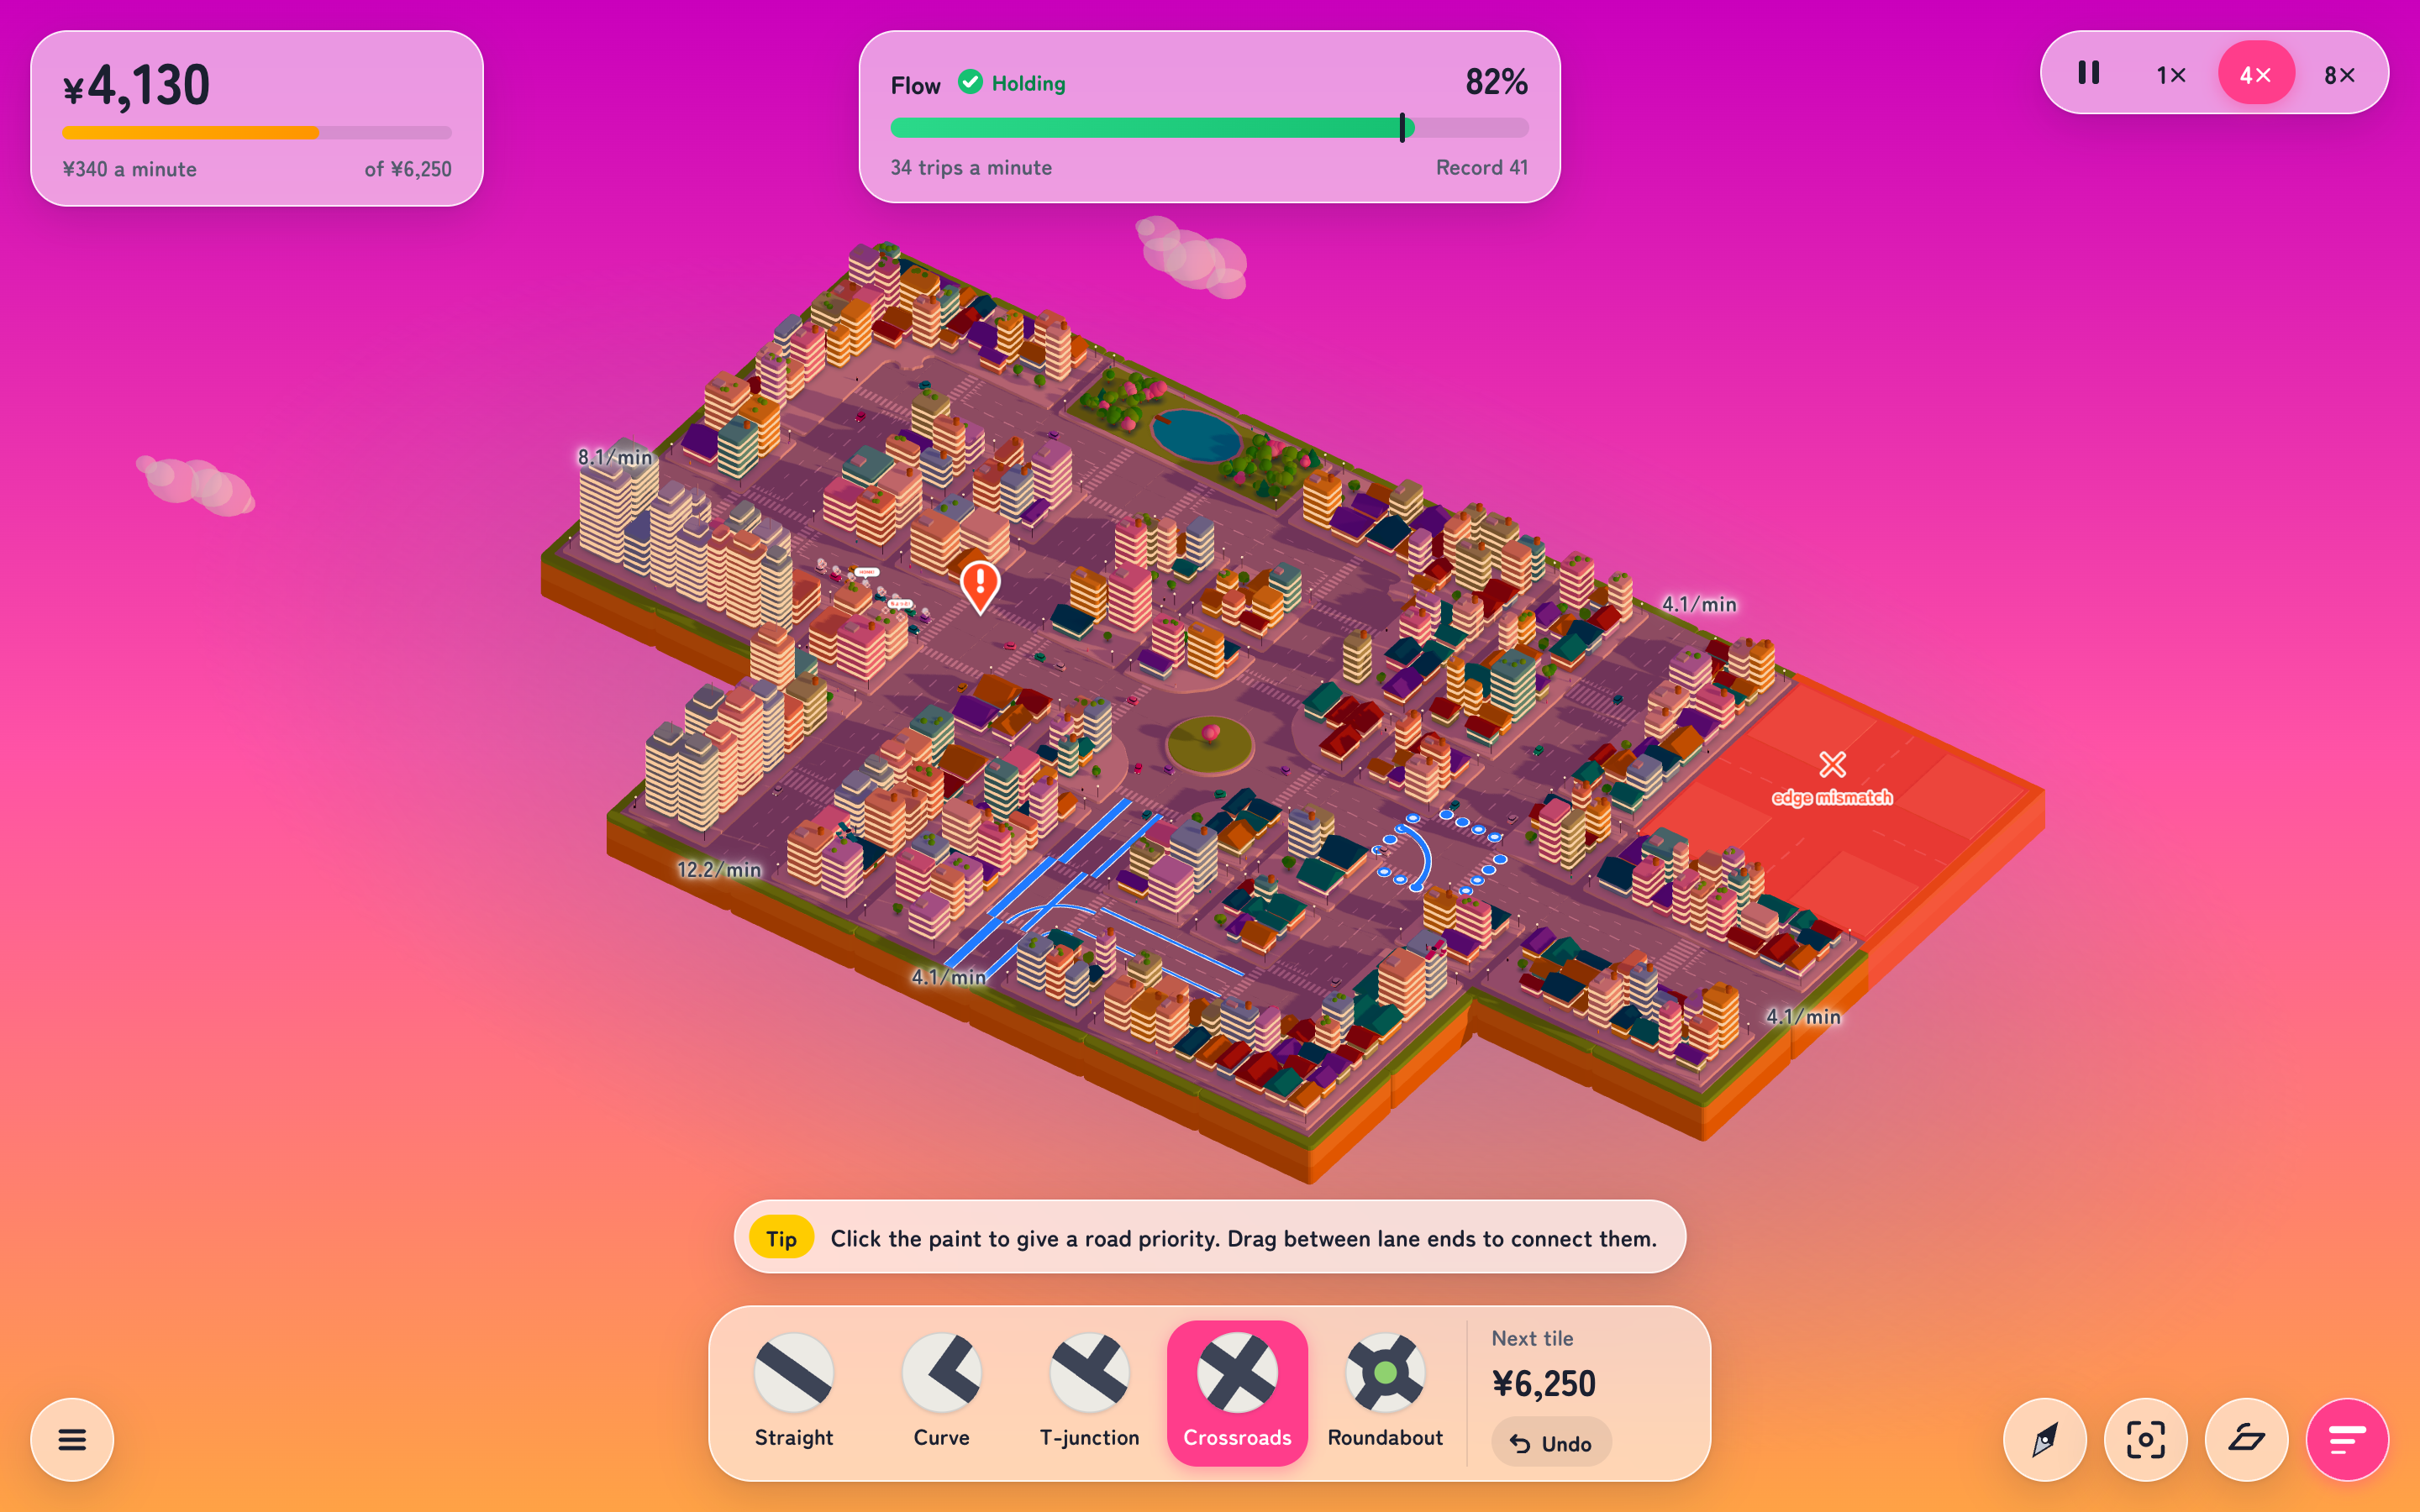 ¥4,130
¥340 a minute
of ¥6,250
Flow
Holding
82%
34 trips a minute
Record 41
1×
4×
8×
8.1/min
4.1/min
edge mismatch
12.2/min
4.1/min
4.1/min
Tip
Click the paint to give a road priority. Drag between lane ends to connect them.
Straight
Curve
T-junction
Crossroads
Roundabout
Next tile
¥6,250
Undo